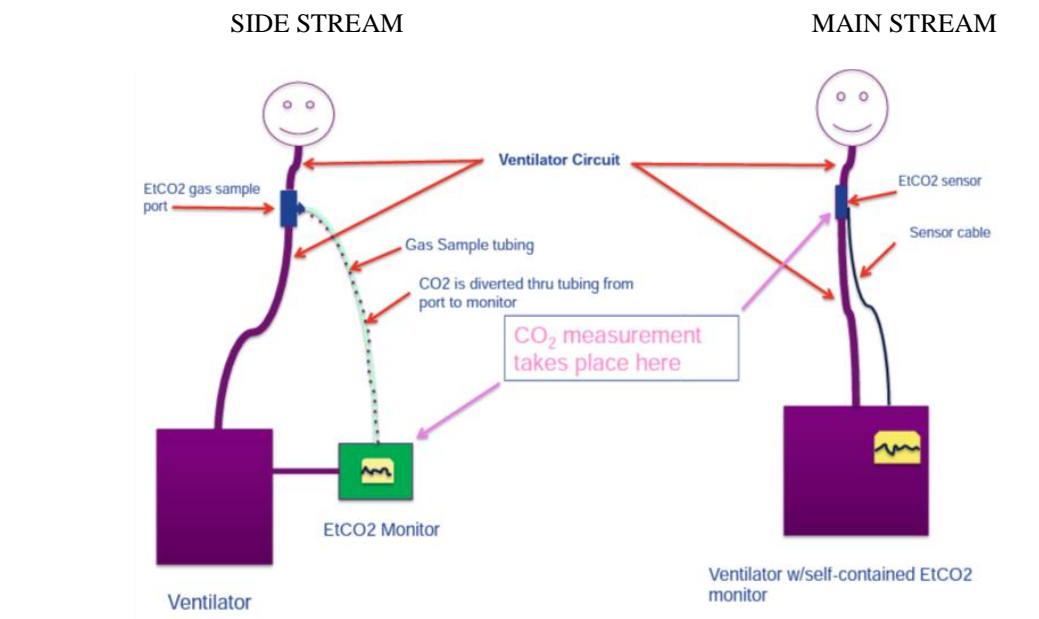 SIDE STREAM
MAIN STREAM
Ventilator Circuit
EtCO2 gas sample
port
EtCO2 sensor
Sensor cable
Gas Sample tubing
CO2 is diverted thru tubing from
port to monitor
CO₂ measurement
takes place here
EtCO2 Monitor
Ventilator
Ventilator w/self-contained EtCO2
monitor